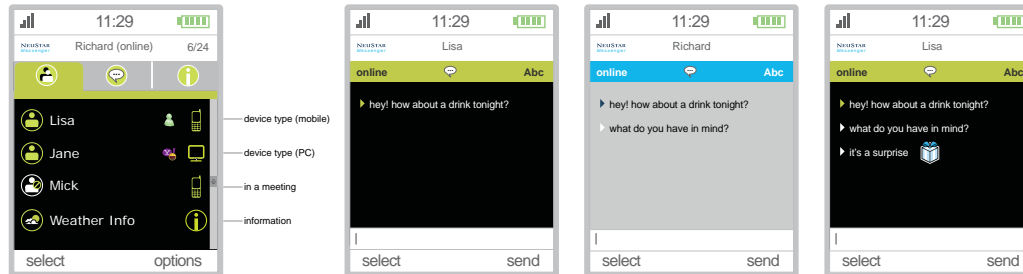 11:29
NEUSTAR
Messenger
Richard (online)
6/24
Lisa
device type (mobile)
Jane
device type (PC)
Mick
in a meeting
Weather Info
information
select
options
11:29
NEUSTAR
Messenger
Lisa
online
Abc
hey! how about a drink tonight?
select
send
11:29
NEUSTAR
Messenger
Richard
online
Abc
hey! how about a drink tonight?
what do you have in mind?
select
send
11:29
NEUSTAR
Messenger
Lisa
online
Abc
hey! how about a drink tonight?
what do you have in mind?
it's a surprise
select
send